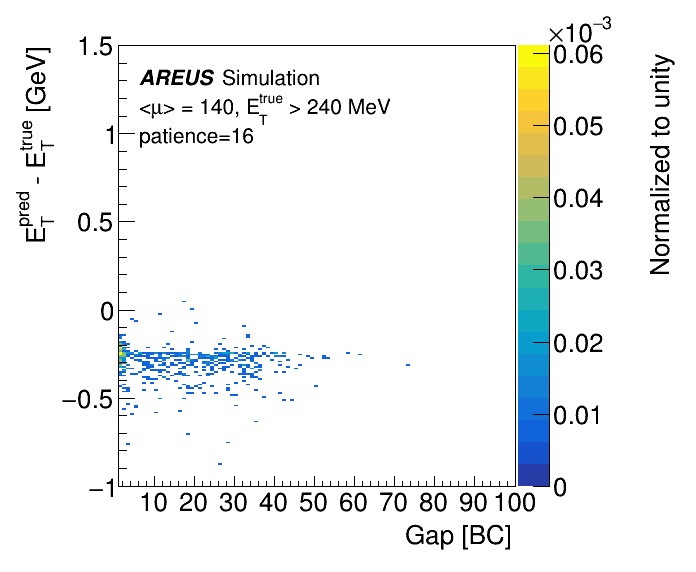 ×10⁻³
1.5
1
0.5
0
−0.5
−1
E_T^pred - E_T^true [GeV]
AREUS Simulation
<μ> = 140, E_T^true > 240 MeV
patience=16
0.06
0.05
0.04
0.03
0.02
0.01
0
Normalized to unity
10 20 30 40 50 60 70 80 90 100
Gap [BC]